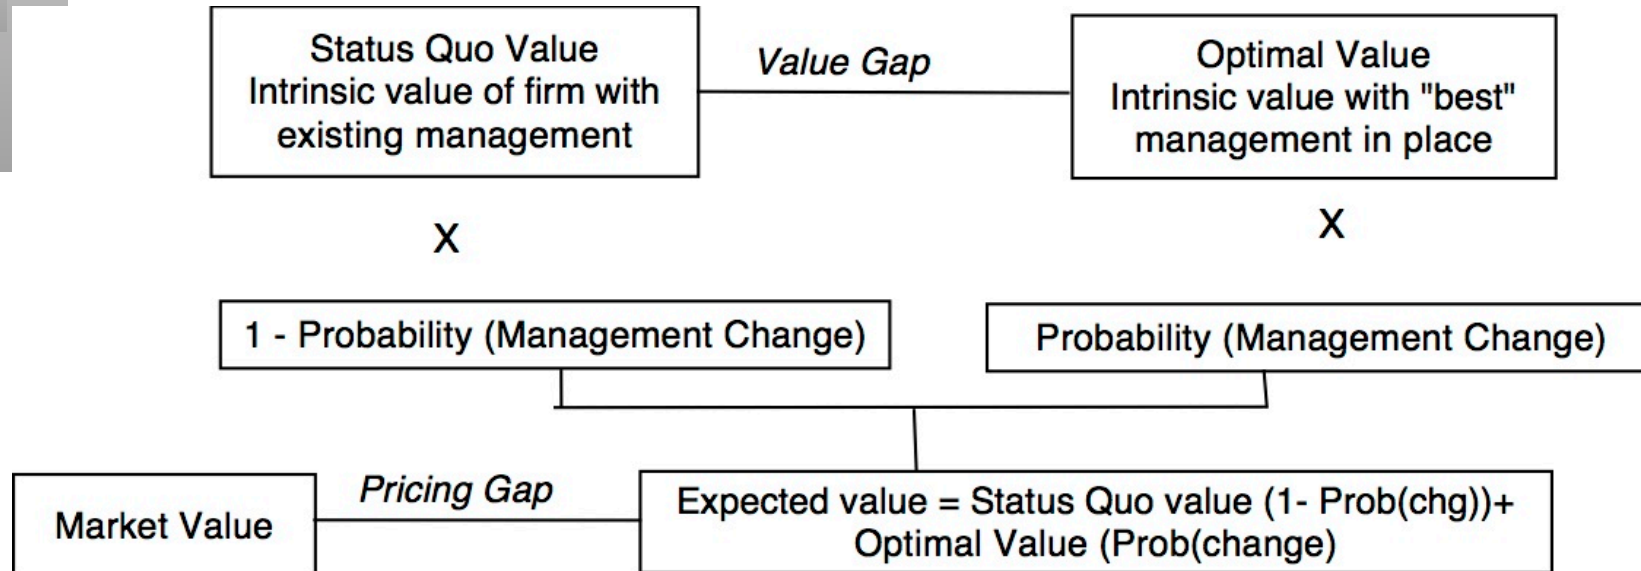 Status Quo Value
Intrinsic value of firm with
existing management
Value Gap
Optimal Value
Intrinsic value with "best"
management in place
X
X
1 - Probability (Management Change)
Probability (Management Change)
Market Value
Pricing Gap
Expected value = Status Quo value (1- Prob(chg))+
Optimal Value (Prob(change)